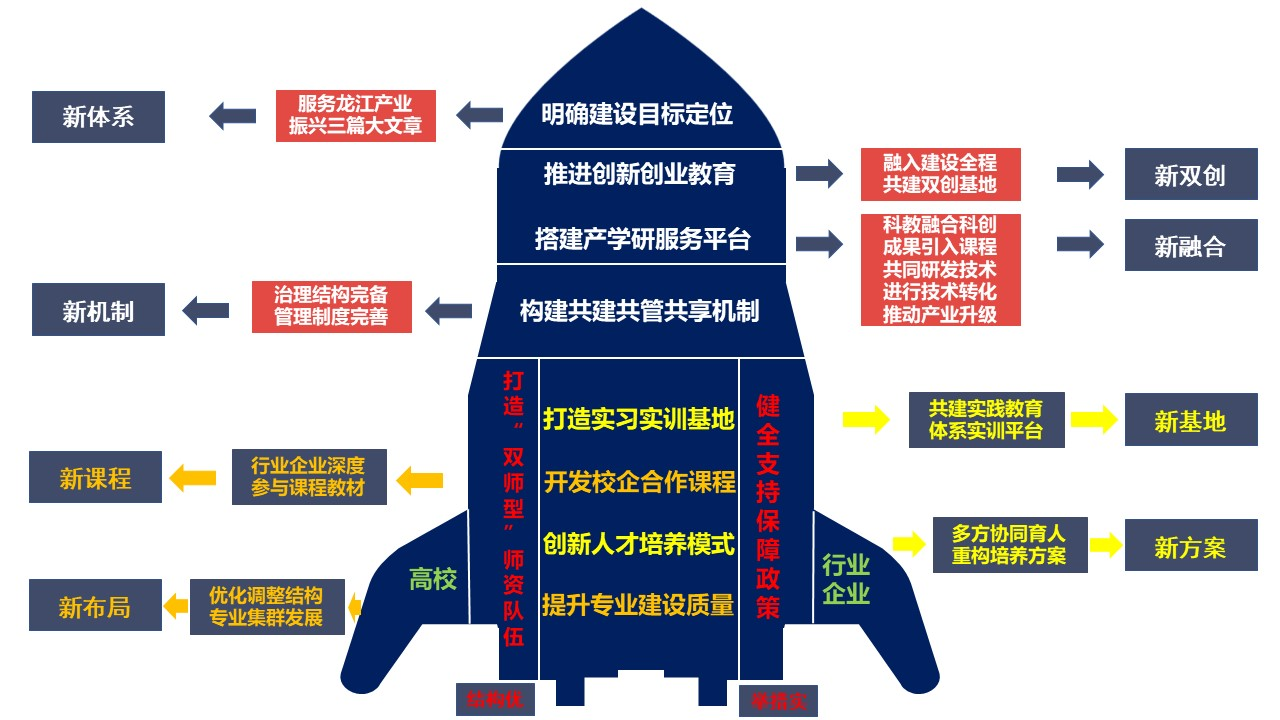 明确建设目标定位
服务龙江产业
振兴三篇大文章
新体系
推进创新创业教育
融入建设全程
共建双创基地
新双创
搭建产学研服务平台
科教融合科创
成果引入课程
共同研发技术
进行技术转化
推动产业升级
新融合
构建共建共管共享机制
治理结构完备
管理制度完善
新机制
打造“双师型”师资队伍
健全支持保障政策
打造实习实训基地
共建实践教育
体系实训平台
新基地
开发校企合作课程
行业企业深度
参与课程教材
新课程
创新人才培养模式
多方协同育人
重构培养方案
新方案
提升专业建设质量
优化调整结构
专业集群发展
新布局
高校
行业
企业
结构优
举措实